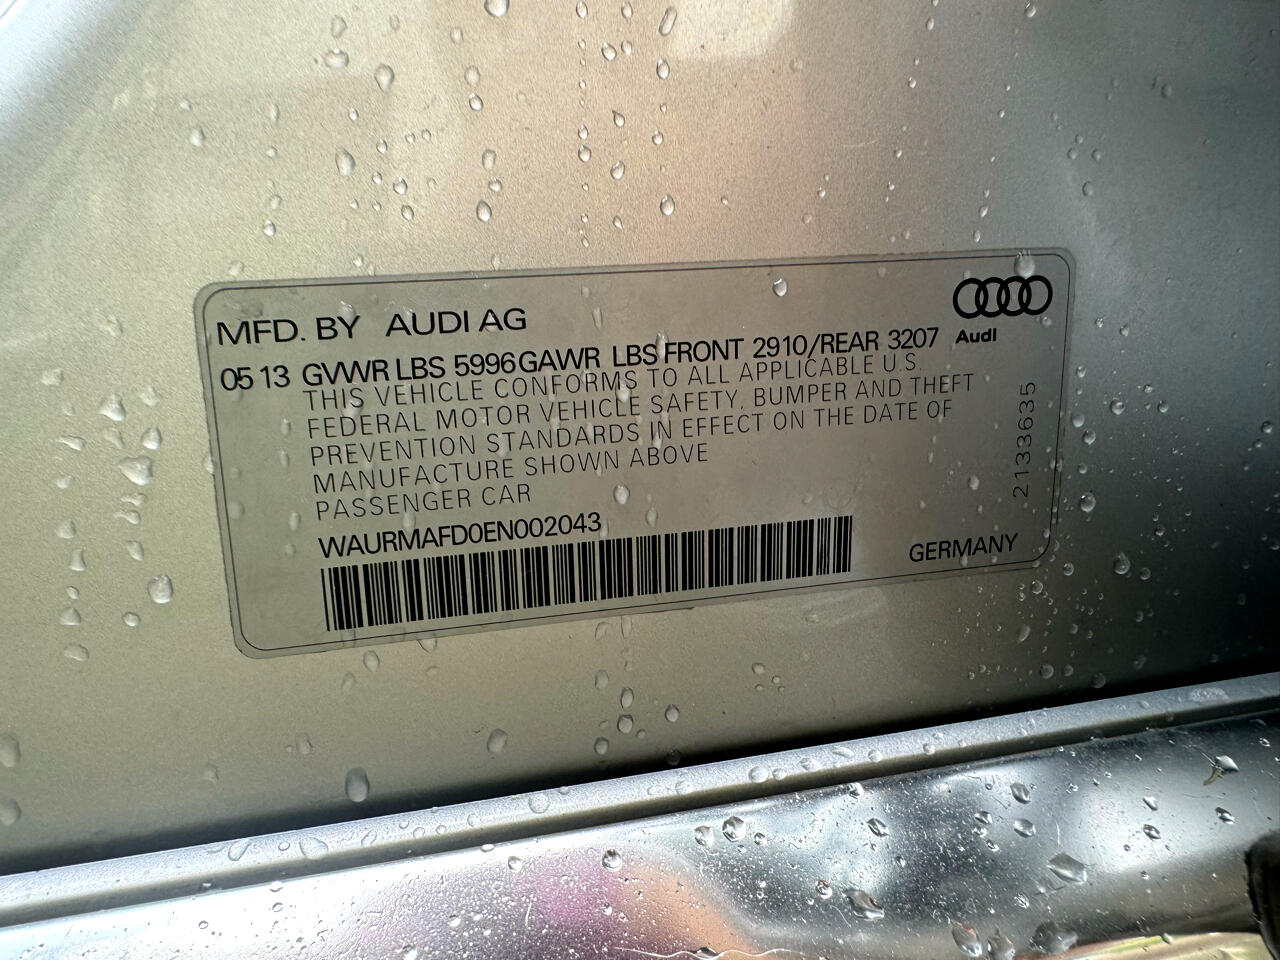 MFD. BY AUDI AG
Audi
05 13 GVWR LBS 5996 GAWR LBS FRONT 2910/REAR 3207
THIS VEHICLE CONFORMS TO ALL APPLICABLE U.S.
FEDERAL MOTOR VEHICLE SAFETY, BUMPER AND THEFT
PREVENTION STANDARDS IN EFFECT ON THE DATE OF
MANUFACTURE SHOWN ABOVE
PASSENGER CAR
2133635
WAURMAFD0EN002043
GERMANY